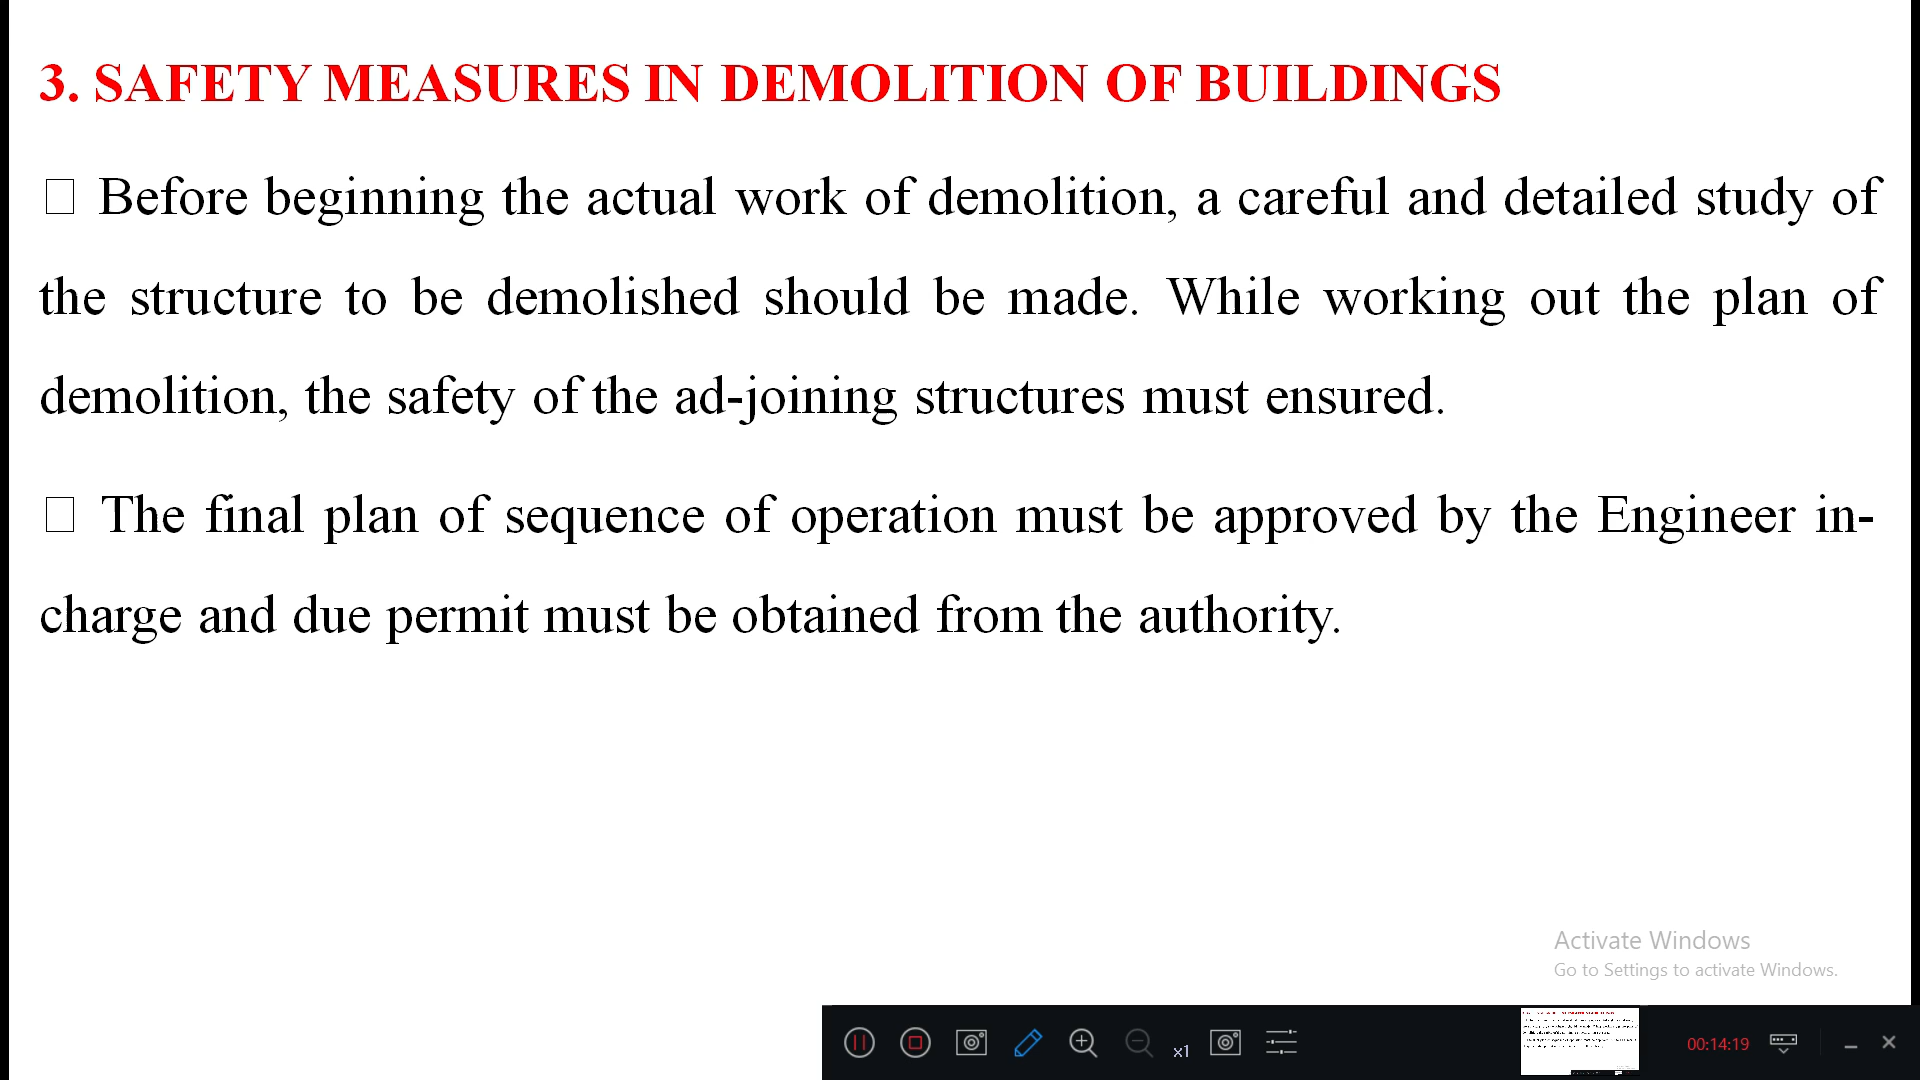 3. SAFETY MEASURES IN DEMOLITION OF BUILDINGS
□ Before beginning the actual work of demolition, a careful and detailed study of
the structure to be demolished should be made. While working out the plan of
demolition, the safety of the ad-joining structures must ensured.
□ The final plan of sequence of operation must be approved by the Engineer in-
charge and due permit must be obtained from the authority.
Activate Windows
Go to Settings to activate Windows.
x1
00:14:19